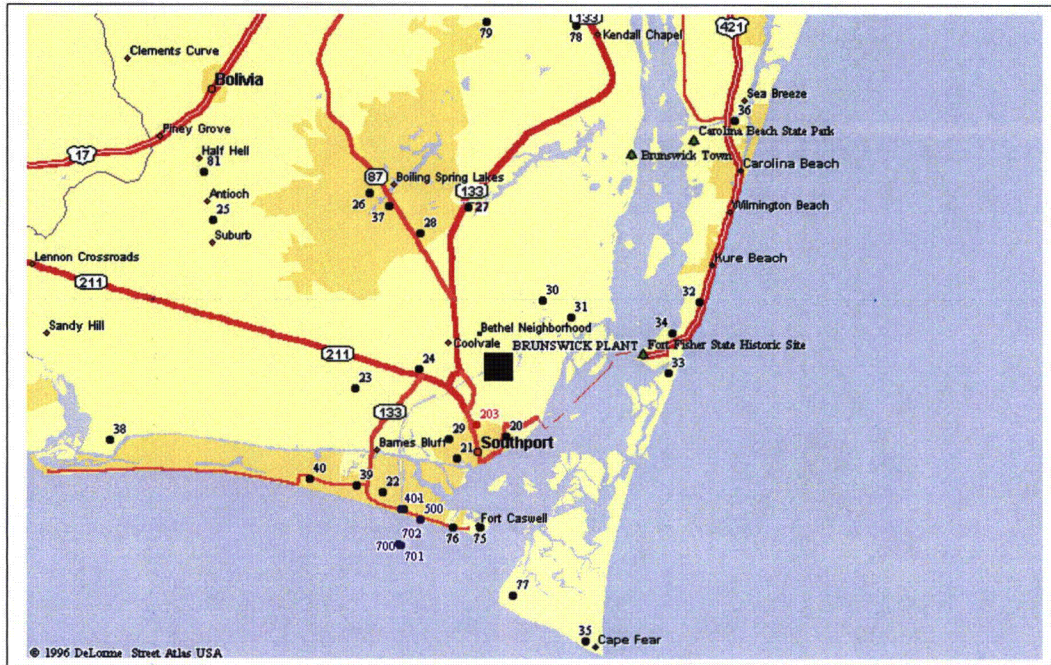 133
79
78
Kendall Chapel
421
Clements Curve
Bolivia
Sea Breeze
36
Piney Grove
Carolina Beach State Park
17
Half Hell
81
Brunswick Town
Carolina Beach
87
Boiling Spring Lakes
133
Antioch
26
37
27
25
28
Wilmington Beach
Suburb
Lennon Crossroads
Kure Beach
211
30
32
31
Sandy Hill
Bethel Neighborhood
34
Coolvale
BRUNSWICK PLANT
Fort Fisher State Historic Site
211
24
33
23
133
203
38
29
20
Barnes Bluff
21
Southport
40
39
22
401
500
Fort Caswell
702
76
75
700
701
77
35
Cape Fear
© 1996 DeLorme Street Atlas USA